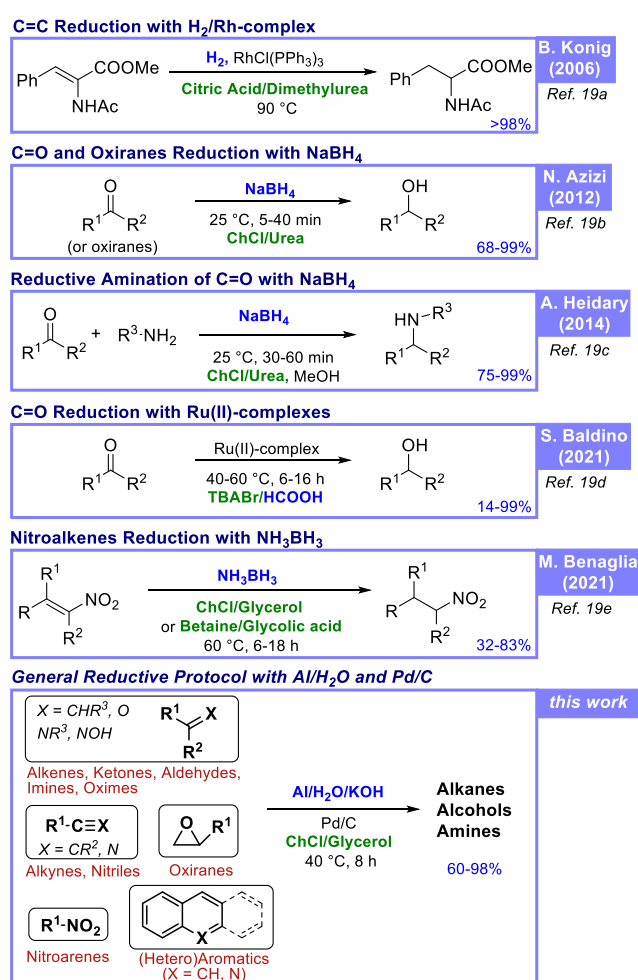 C=C Reduction with H₂/Rh-complex
B. Konig
(2006)
Ref. 19a
Ph
COOMe
NHAc
H₂, RhCl(PPh₃)₃
Citric Acid/Dimethylurea
90 °C
Ph
COOMe
NHAc
>98%
C=O and Oxiranes Reduction with NaBH₄
N. Azizi
(2012)
Ref. 19b
O
R¹ R²
(or oxiranes)
NaBH₄
25 °C, 5-40 min
ChCl/Urea
OH
R¹ R²
68-99%
Reductive Amination of C=O with NaBH₄
A. Heidary
(2014)
Ref. 19c
O
R¹ R²
+ R³-NH₂
NaBH₄
25 °C, 30-60 min
ChCl/Urea, MeOH
HN R³
R¹ R²
75-99%
C=O Reduction with Ru(II)-complexes
S. Baldino
(2021)
Ref. 19d
O
R¹ R²
Ru(II)-complex
40-60 °C, 6-16 h
TBABr/HCOOH
OH
R¹ R²
14-99%
Nitroalkenes Reduction with NH₃BH₃
M. Benaglia
(2021)
Ref. 19e
R¹
R NO₂
R²
NH₃BH₃
ChCl/Glycerol
or Betaine/Glycolic acid
60 °C, 6-18 h
R¹
R NO₂
R²
32-83%
General Reductive Protocol with Al/H₂O and Pd/C
this work
X = CHR³, O
NR³, NOH
R¹ X
R²
Alkenes, Ketones, Aldehydes,
Imines, Oximes
R¹-C≡X
X = CR², N
Alkynes, Nitriles
O R¹
Oxiranes
R¹-NO₂
Nitroarenes
X
(Hetero)Aromatics
(X = CH, N)
Al/H₂O/KOH
Pd/C
ChCl/Glycerol
40 °C, 8 h
Alkanes
Alcohols
Amines
60-98%